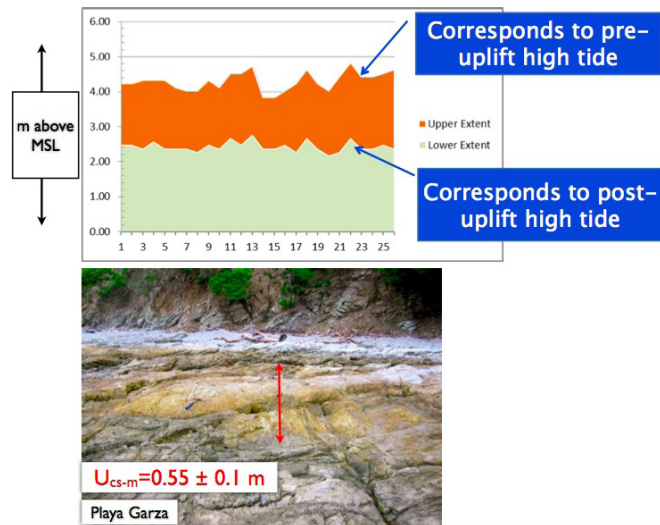 Corresponds to pre-
uplift high tide
m above
MSL
6.00
5.00
4.00
3.00
2.00
1.00
0.00
1 3 5 7 9 11 13 15 17 19 21 23 25
Upper Extent
Lower Extent
Corresponds to post-
uplift high tide
Ucs-m=0.55 ± 0.1 m
Playa Garza